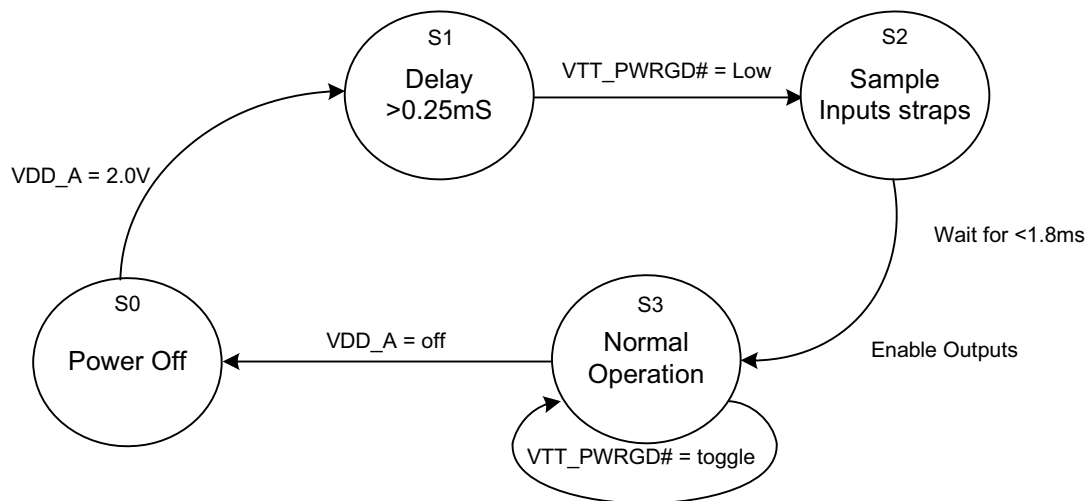 S1
Delay
>0.25mS
VTT_PWRGD# = Low
S2
Sample
Inputs straps
VDD_A = 2.0V
Wait for <1.8ms
S0
Power Off
VDD_A = off
S3
Normal
Operation
Enable Outputs
VTT_PWRGD# = toggle